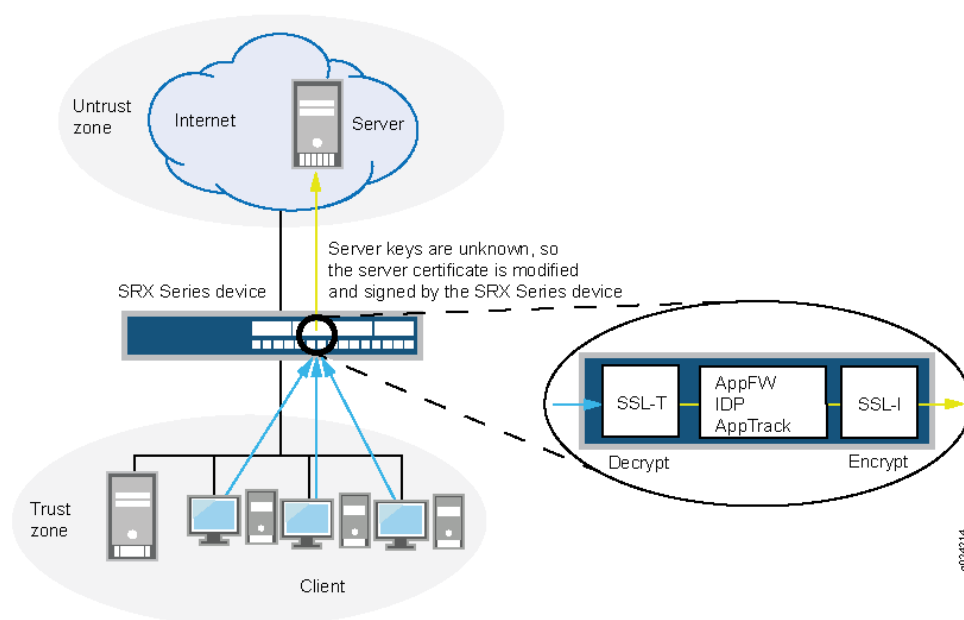 Untrust
zone
Internet
Server
Server keys are unknown, so
the server certificate is modified
and signed by the SRX Series device
SRX Series device
SSL-T
AppFW
IDP
AppTrack
SSL-I
Decrypt
Encrypt
Trust
zone
Client
g034214